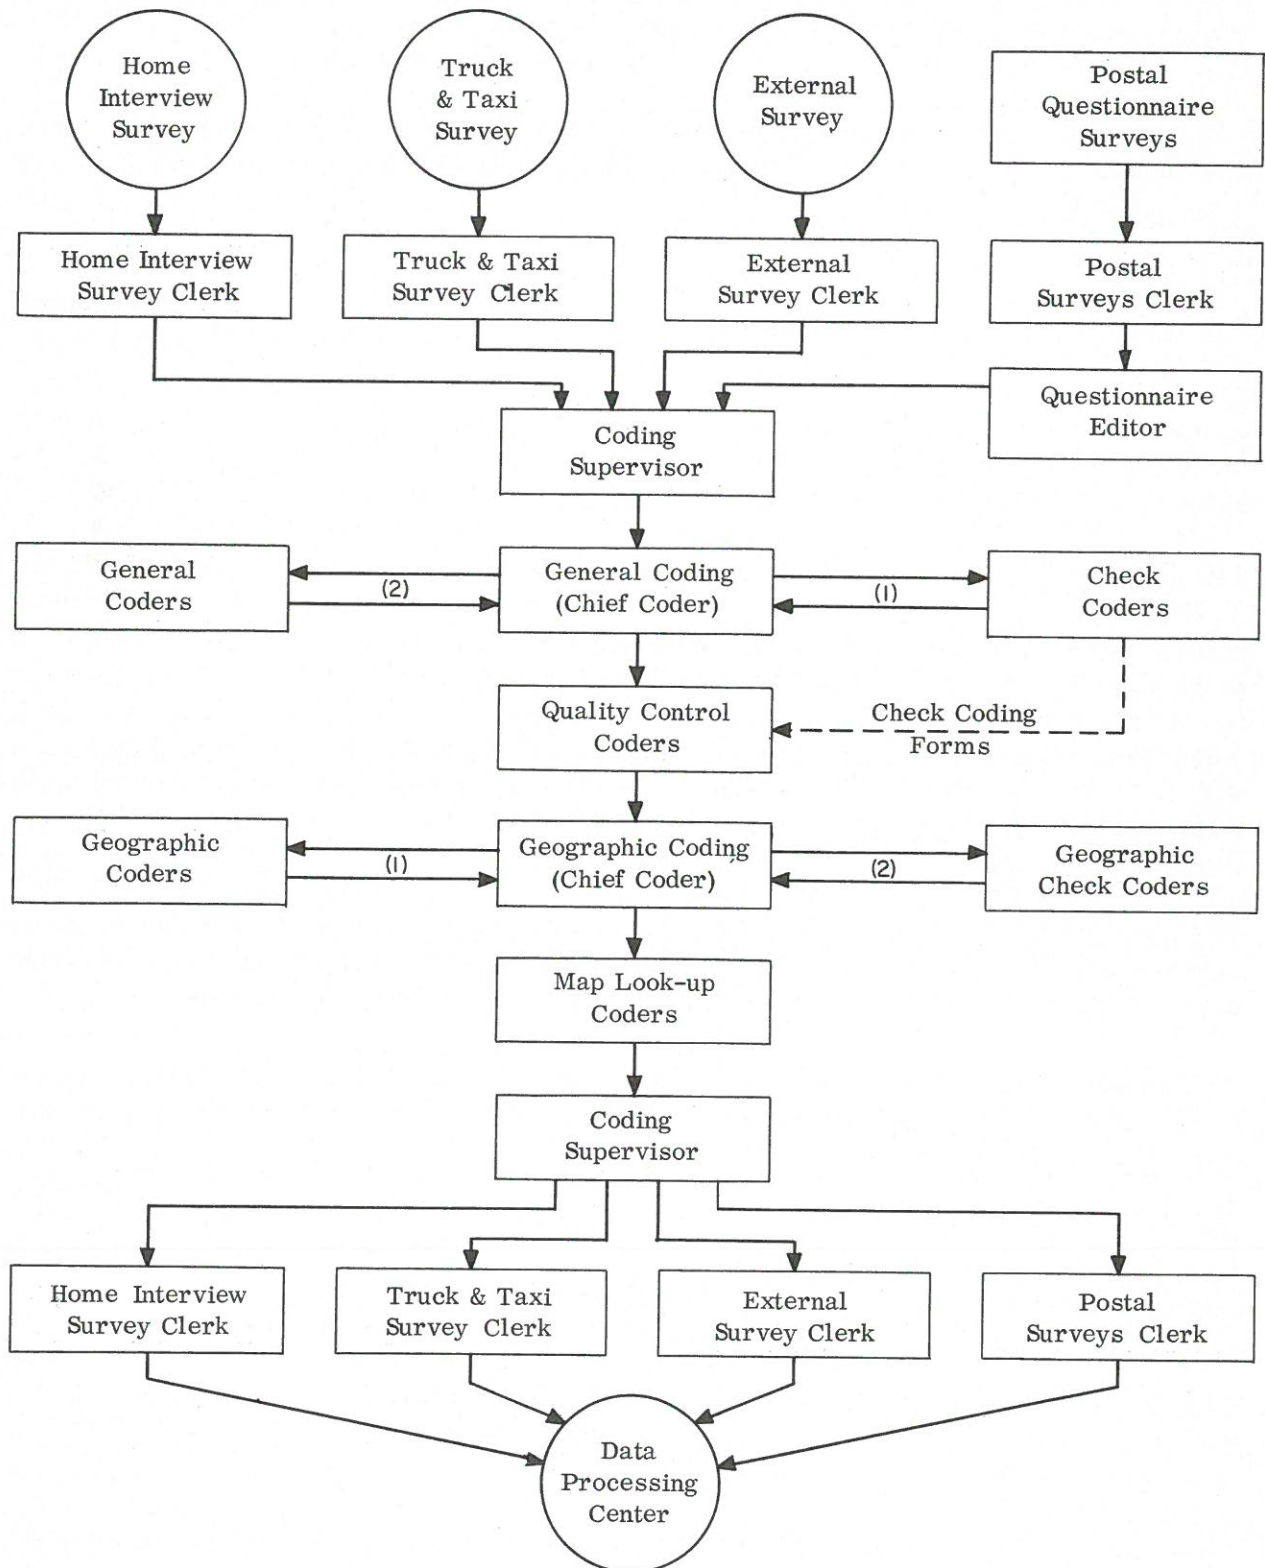 Home
Interview
Survey
Truck
& Taxi
Survey
External
Survey
Postal
Questionnaire
Surveys
Home Interview
Survey Clerk
Truck & Taxi
Survey Clerk
External
Survey Clerk
Postal
Surveys Clerk
Questionnaire
Editor
Coding
Supervisor
General
Coders
(2)
General Coding
(Chief Coder)
(1)
Check
Coders
Quality Control
Coders
Check Coding
Forms
Geographic
Coders
(1)
Geographic Coding
(Chief Coder)
(2)
Geographic
Check Coders
Map Look-up
Coders
Coding
Supervisor
Home Interview
Survey Clerk
Truck & Taxi
Survey Clerk
External
Survey Clerk
Postal
Surveys Clerk
Data
Processing
Center